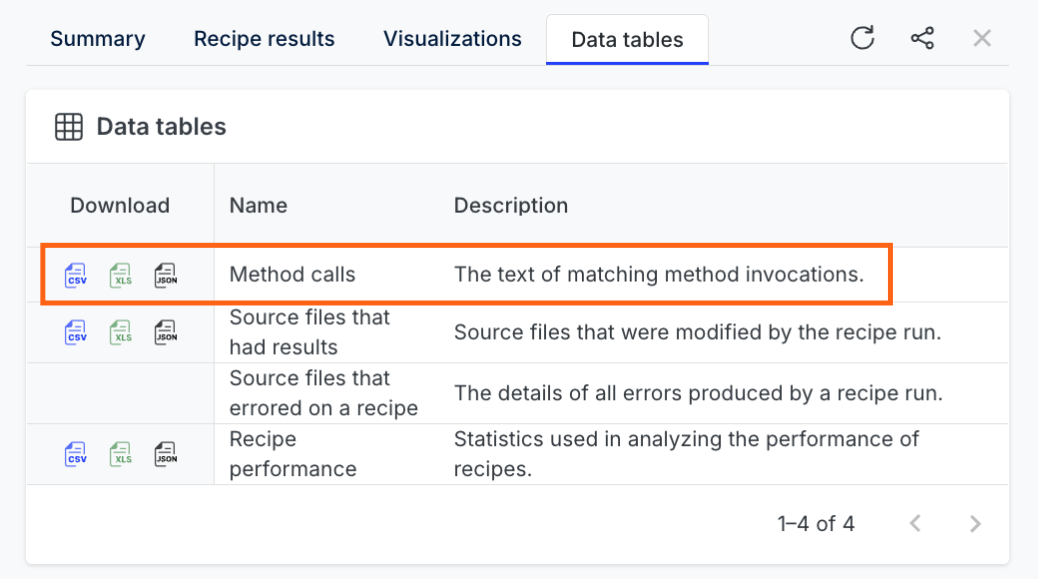 Summary Recipe results Visualizations Data tables
Data tables
Download Name Description
CSV XLS JSON Method calls The text of matching method invocations.
CSV XLS JSON Source files that had results Source files that were modified by the recipe run.
Source files that errored on a recipe The details of all errors produced by a recipe run.
CSV XLS JSON Recipe performance Statistics used in analyzing the performance of recipes.
1–4 of 4